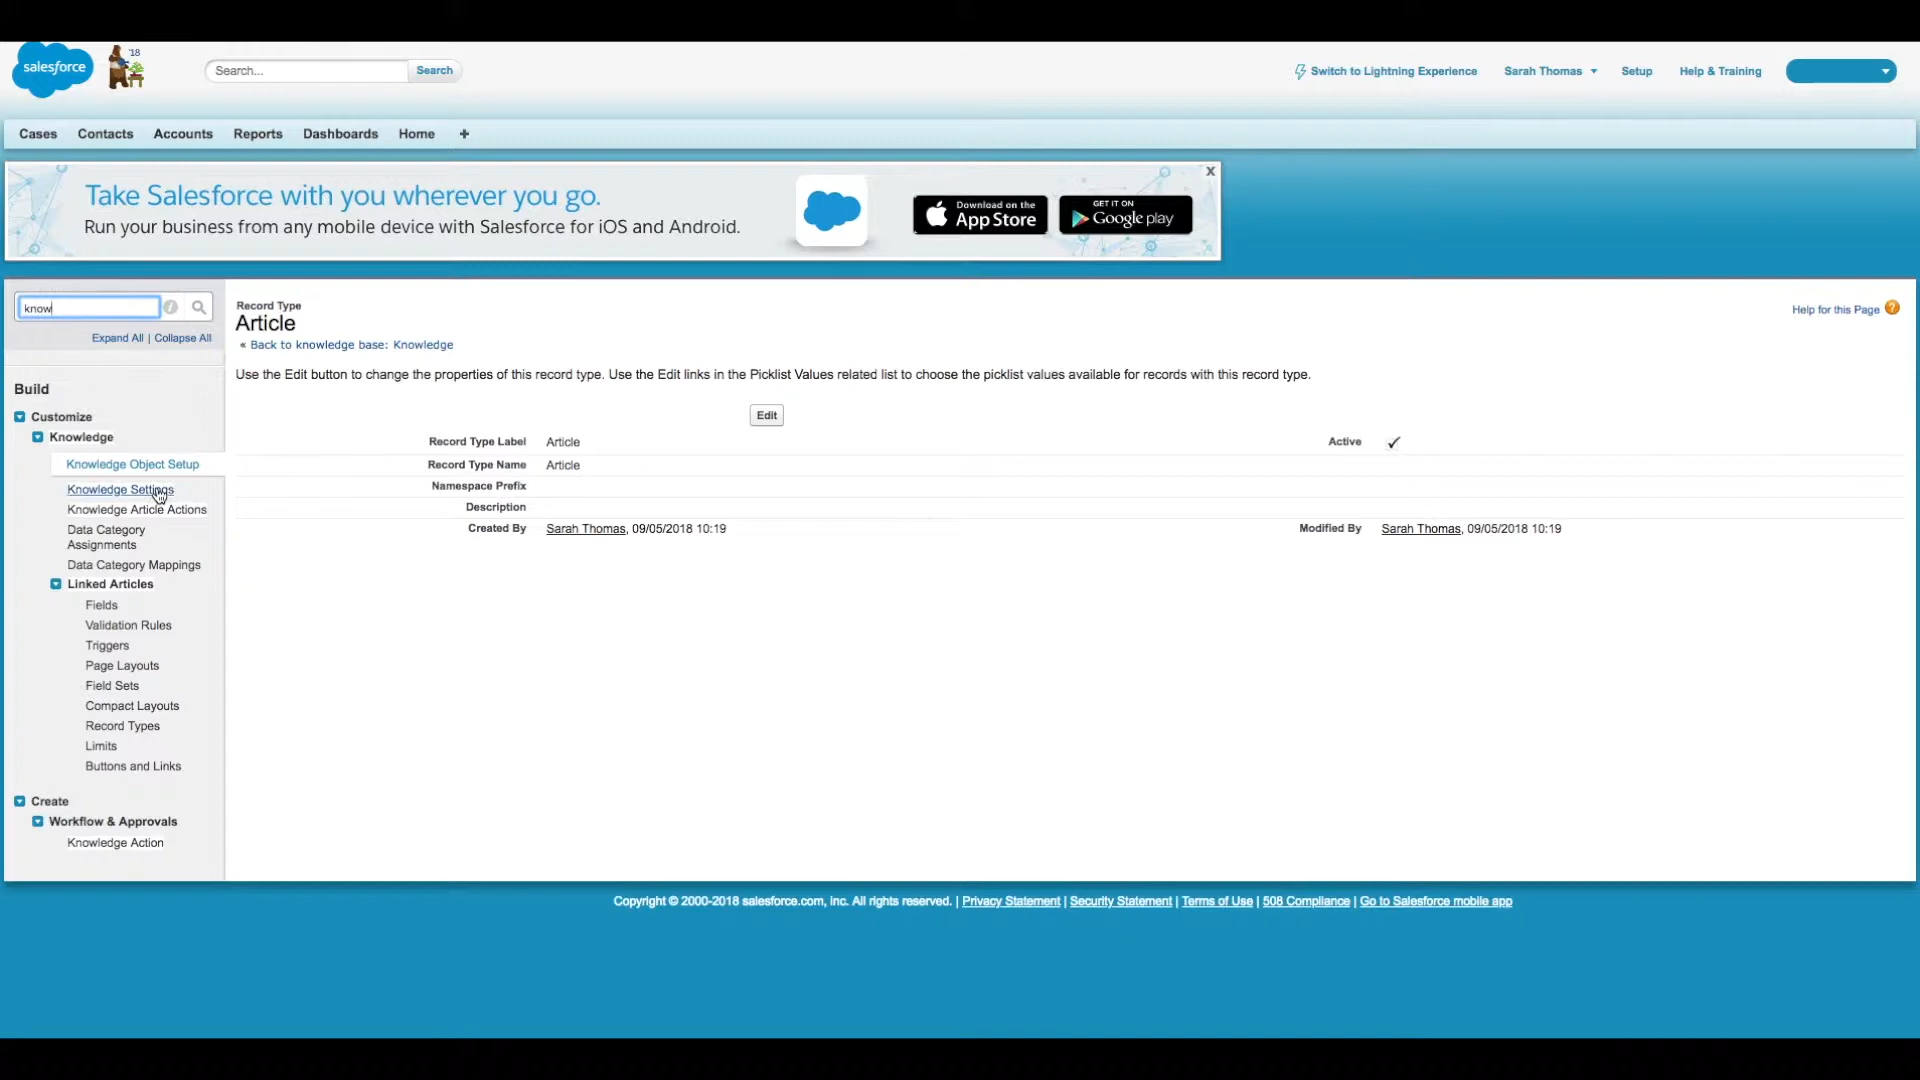 salesforce
'18
Search...
Search
Switch to Lightning Experience
Sarah Thomas
Setup
Help & Training
Cases
Contacts
Accounts
Reports
Dashboards
Home
+
Take Salesforce with you wherever you go.
Run your business from any mobile device with Salesforce for iOS and Android.
Download on the
App Store
GET IT ON
Google play
X
know
Expand All | Collapse All
Build
Customize
Knowledge
Knowledge Object Setup
Knowledge Settings
Knowledge Article Actions
Data Category
Assignments
Data Category Mappings
Linked Articles
Fields
Validation Rules
Triggers
Page Layouts
Field Sets
Compact Layouts
Record Types
Limits
Buttons and Links
Create
Workflow & Approvals
Knowledge Action
Record Type
Article
« Back to knowledge base: Knowledge
Help for this Page
Use the Edit button to change the properties of this record type. Use the Edit links in the Picklist Values related list to choose the picklist values available for records with this record type.
Edit
Record Type Label Article
Active
Record Type Name Article
Namespace Prefix
Description
Created By Sarah Thomas, 09/05/2018 10:19
Modified By Sarah Thomas, 09/05/2018 10:19
Copyright © 2000-2018 salesforce.com, inc. All rights reserved. | Privacy Statement | Security Statement | Terms of Use | 508 Compliance | Go to Salesforce mobile app